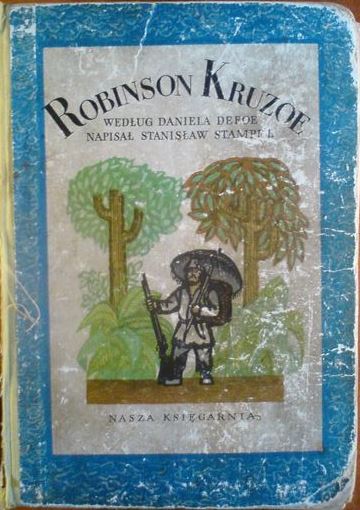 ROBINSON KRUZOE
WEDŁUG DANIELA DEFOE
NAPISAŁ STANISŁAW STAMPF'L
NASZA KSIĘGARNIA